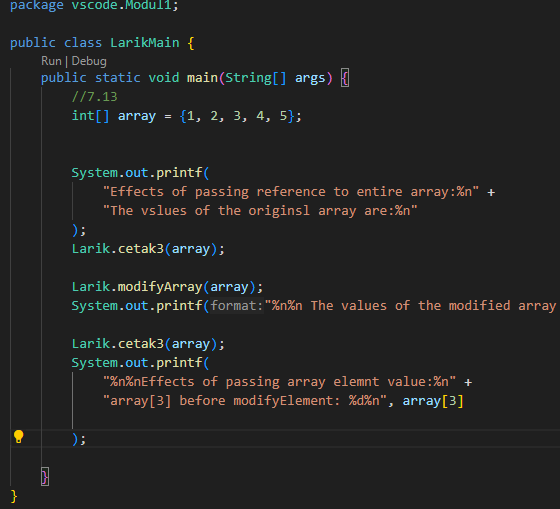 package vscode.Modul1;
public class LarikMain {
Run | Debug
public static void main(String[] args) {
//7.13
int[] array = {1, 2, 3, 4, 5};
System.out.printf(
"Effects of passing reference to entire array:%n" +
"The vslues of the originsl array are:%n"
);
Larik.cetak3(array);
Larik.modifyArray(array);
System.out.printf(format:"%n%n The values of the modified array
Larik.cetak3(array);
System.out.printf(
"%n%nEffects of passing array elemnt value:%n" +
"array[3] before modifyElement: %d%n", array[3]
);
}
}